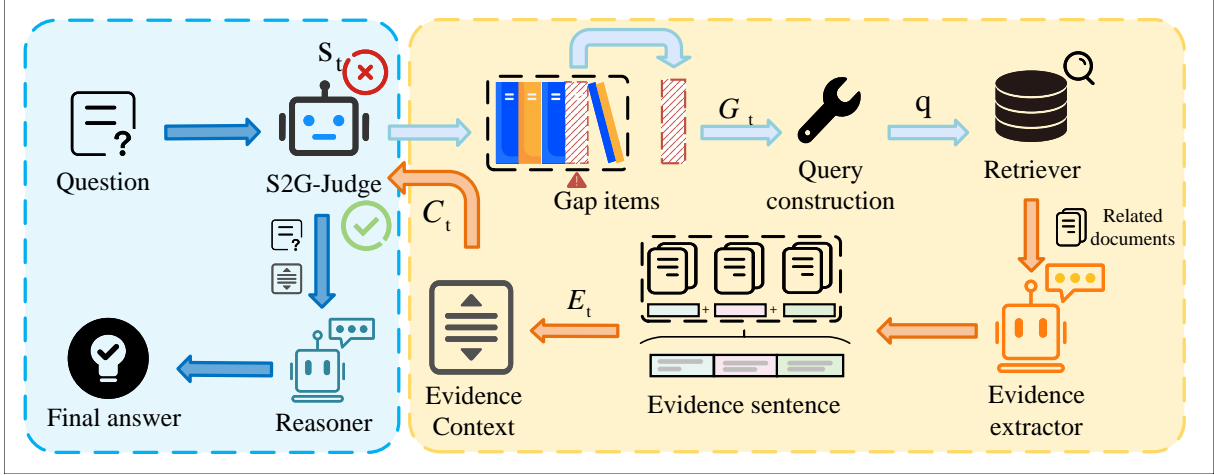 Question
?
S_t
S2G-Judge
Gap items
G_t
Query
construction
q
Retriever
Related
documents
Evidence
extractor
+ +
Evidence sentence
E_t
Evidence
Context
C_t
?
Reasoner
Final answer